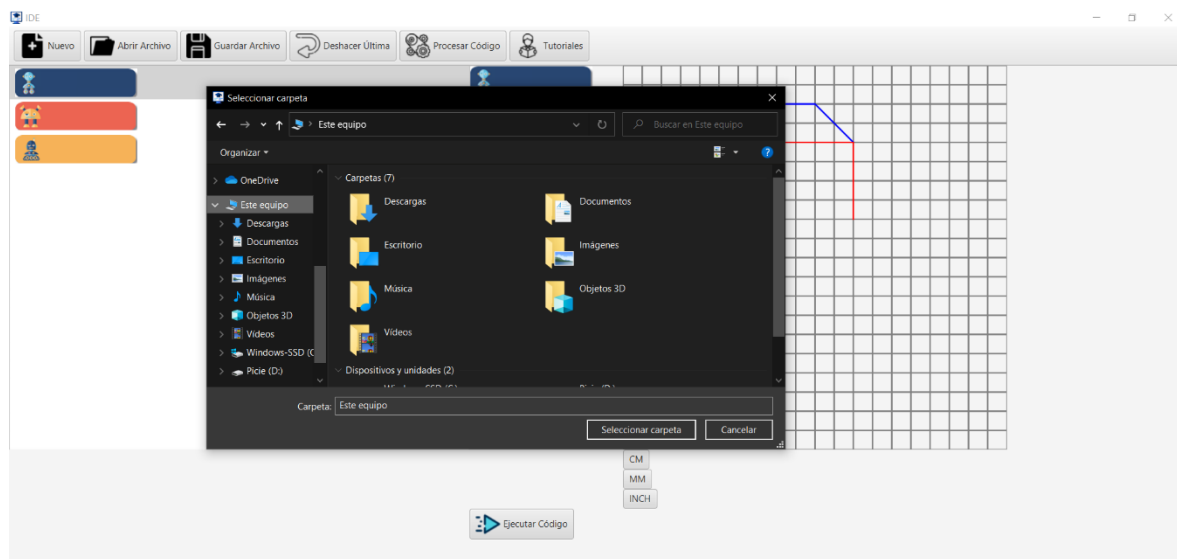 IDE
Nuevo Abrir Archivo Guardar Archivo Deshacer Última Procesar Código Tutoriales
Seleccionar carpeta
Este equipo Buscar en Este equipo
Organizar
OneDrive
Este equipo
Descargas
Documentos
Escritorio
Imágenes
Música
Objetos 3D
Vídeos
Windows-SSD (C
Picie (D:)
Carpetas (7)
Descargas Documentos
Escritorio Imágenes
Música Objetos 3D
Vídeos
Dispositivos y unidades (2)
Carpeta: Este equipo
Seleccionar carpeta Cancelar
CM
MM
INCH
Ejecutar Código